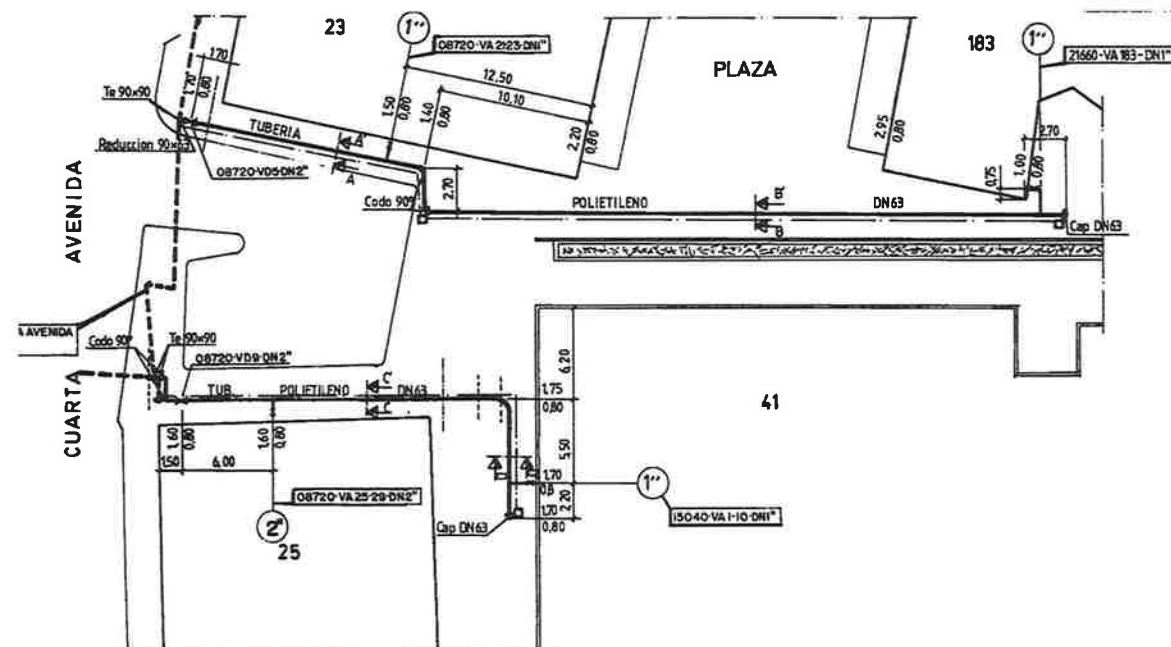 23
1"
08720-VA 21-23-DN1"
183
1"
21660-VA 183-DN1"
PLAZA
1,70
1,70
0,80
12,50
10,10
1,50
0,80
1,40
0,80
2,20
0,80
2,95
0,80
2,70
0,75
1,00
0,80
Te 90x90
TUBERIA
A'
A
Reduccion 90x63
08720-VD5-DN2"
Codo 90º
2,70
POLIETILENO
DN63
B'
B
Cap DN63
AVENIDA
A AVENIDA
Codo 90º
Te 90x90
08720-VD9-DN2"
CUARTA
TUB.
POLIETILENO
DN63
C'
C
6,20
1,75
0,80
5,50
41
1,60
0,80
1,60
0,80
1,50
6,00
1,70
0,8
2,20
1,70
0,80
1"
15040-VA 1-10-DN1"
08720-VA 25-29-DN2"
Cap DN63
2"
25